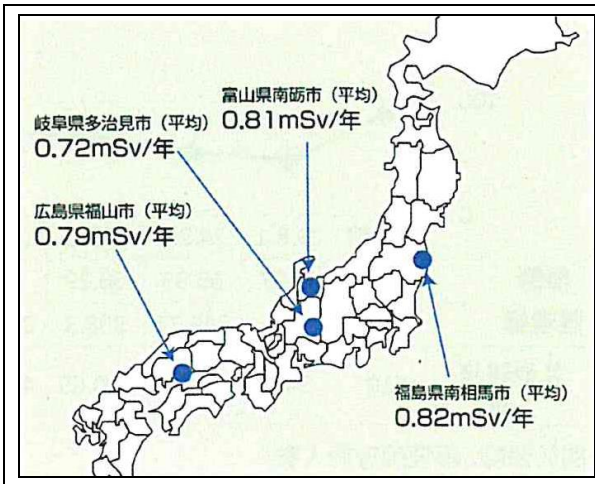 富山県南砺市（平均）
0.81mSv/年
岐阜県多治見市（平均）
0.72mSv/年
広島県福山市（平均）
0.79mSv/年
福島県南相馬市（平均）
0.82mSv/年